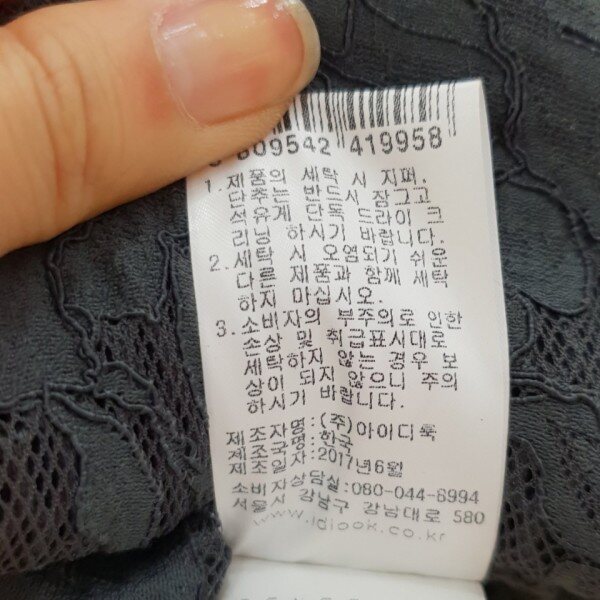 809542 419958
1.제품의 세탁 시 지퍼,
단추는 반드시 잠그고
석유계 단독 드라이 크
리닝 하시기 바랍니다.
2.세탁 시 오염되기 쉬운
다른 제품과 함께 세탁
하지 마십시오.
3.소비자의 부주의로 인한
손상 및 취급표시대로
세탁하지 않는 경우 보
상이 되지 않으니 주의
하시기 바랍니다.
제조자명:(주)아이디룩
제조국명:한국
제조일자:2017년6월
소비자상담실:080-044-6994
서울시 강남구 강남대로 580
www.idlook.co.kr